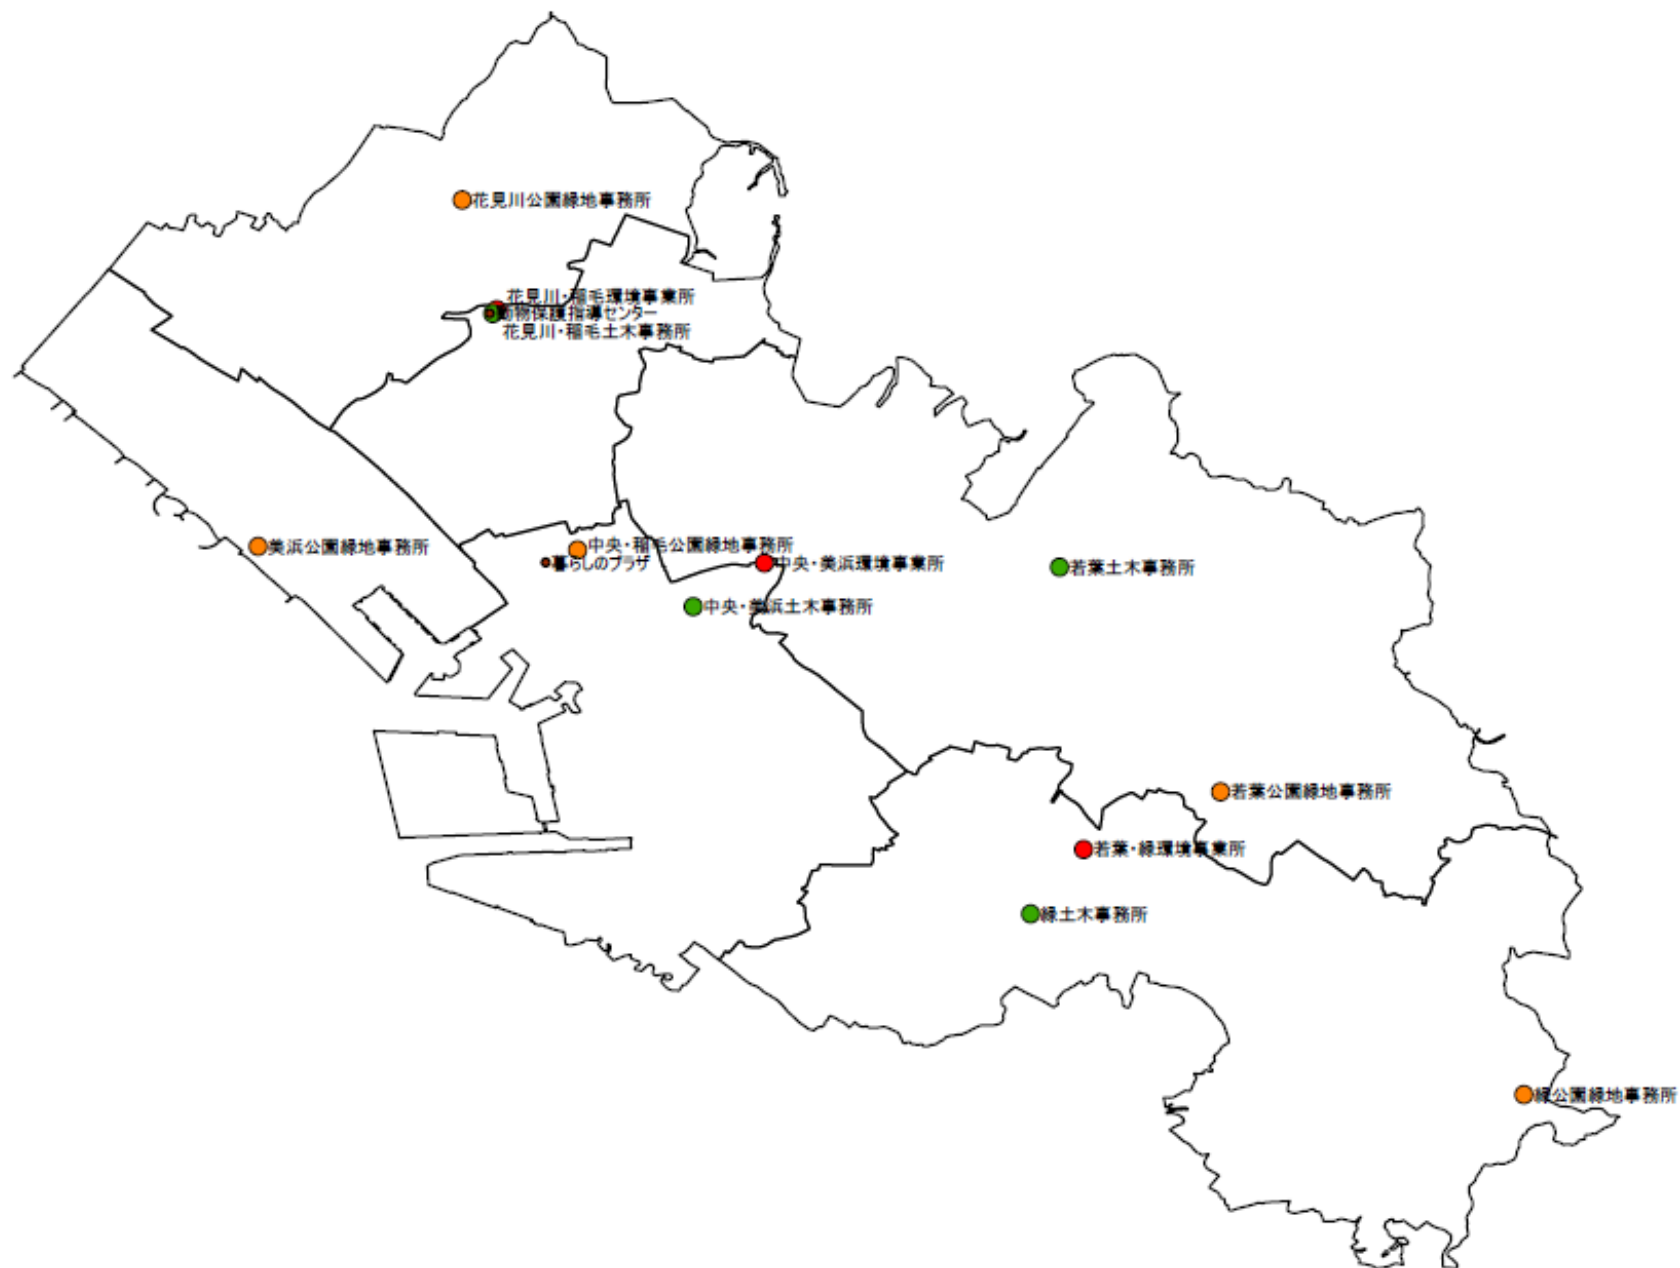 花見川公園緑地事務所
花見川・稲毛環境事業所
動物保護指導センター
花見川・稲毛土木事務所
美浜公園緑地事務所
中央・稲毛公園緑地事務所
暮らしのプラザ
中央・美浜環境事業所
若葉土木事務所
中央・美浜土木事務所
若葉公園緑地事務所
若葉・緑環境事業所
緑土木事務所
緑公園緑地事務所